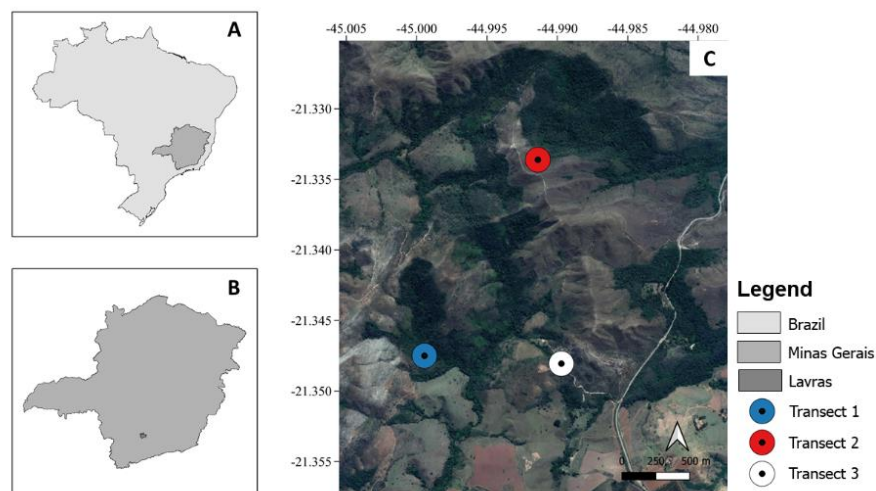 A
B
-45.005 -45.000 -44.995 -44.990 -44.985 -44.980
C
-21.330
-21.335
-21.340
-21.345
-21.350
-21.355
0 250 500 m
Legend
Brazil
Minas Gerais
Lavras
Transect 1
Transect 2
Transect 3